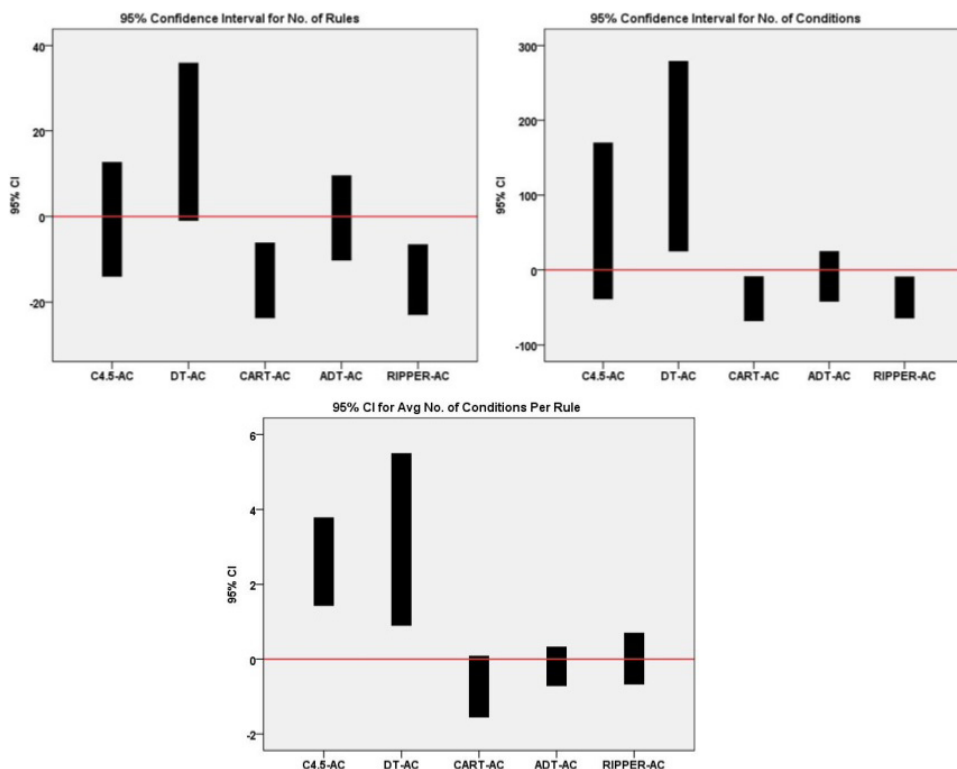 95% Confidence Interval for No. of Rules
40
20
0
-20
95% CI
C4.5-AC DT-AC CART-AC ADT-AC RIPPER-AC
95% Confidence Interval for No. of Conditions
300
200
100
0
-100
95% CI
C4.5-AC DT-AC CART-AC ADT-AC RIPPER-AC
95% CI for Avg No. of Conditions Per Rule
6
4
2
0
-2
95% CI
C4.5-AC DT-AC CART-AC ADT-AC RIPPER-AC